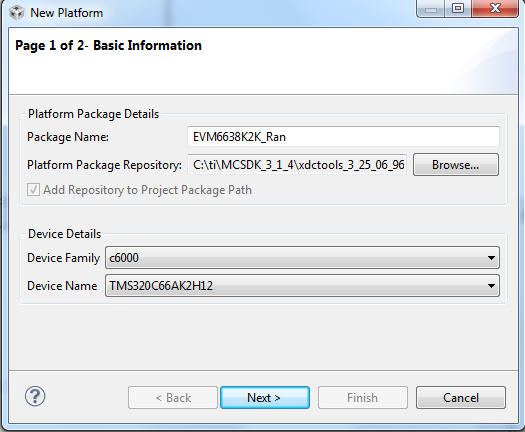 New Platform
Page 1 of 2- Basic Information
Platform Package Details
Package Name: EVM6638K2K_Ran
Platform Package Repository: C:\ti\MCSDK_3_1_4\xdctools_3_25_06_96 Browse...
Add Repository to Project Package Path
Device Details
Device Family c6000
Device Name TMS320C66AK2H12
? < Back Next > Finish Cancel